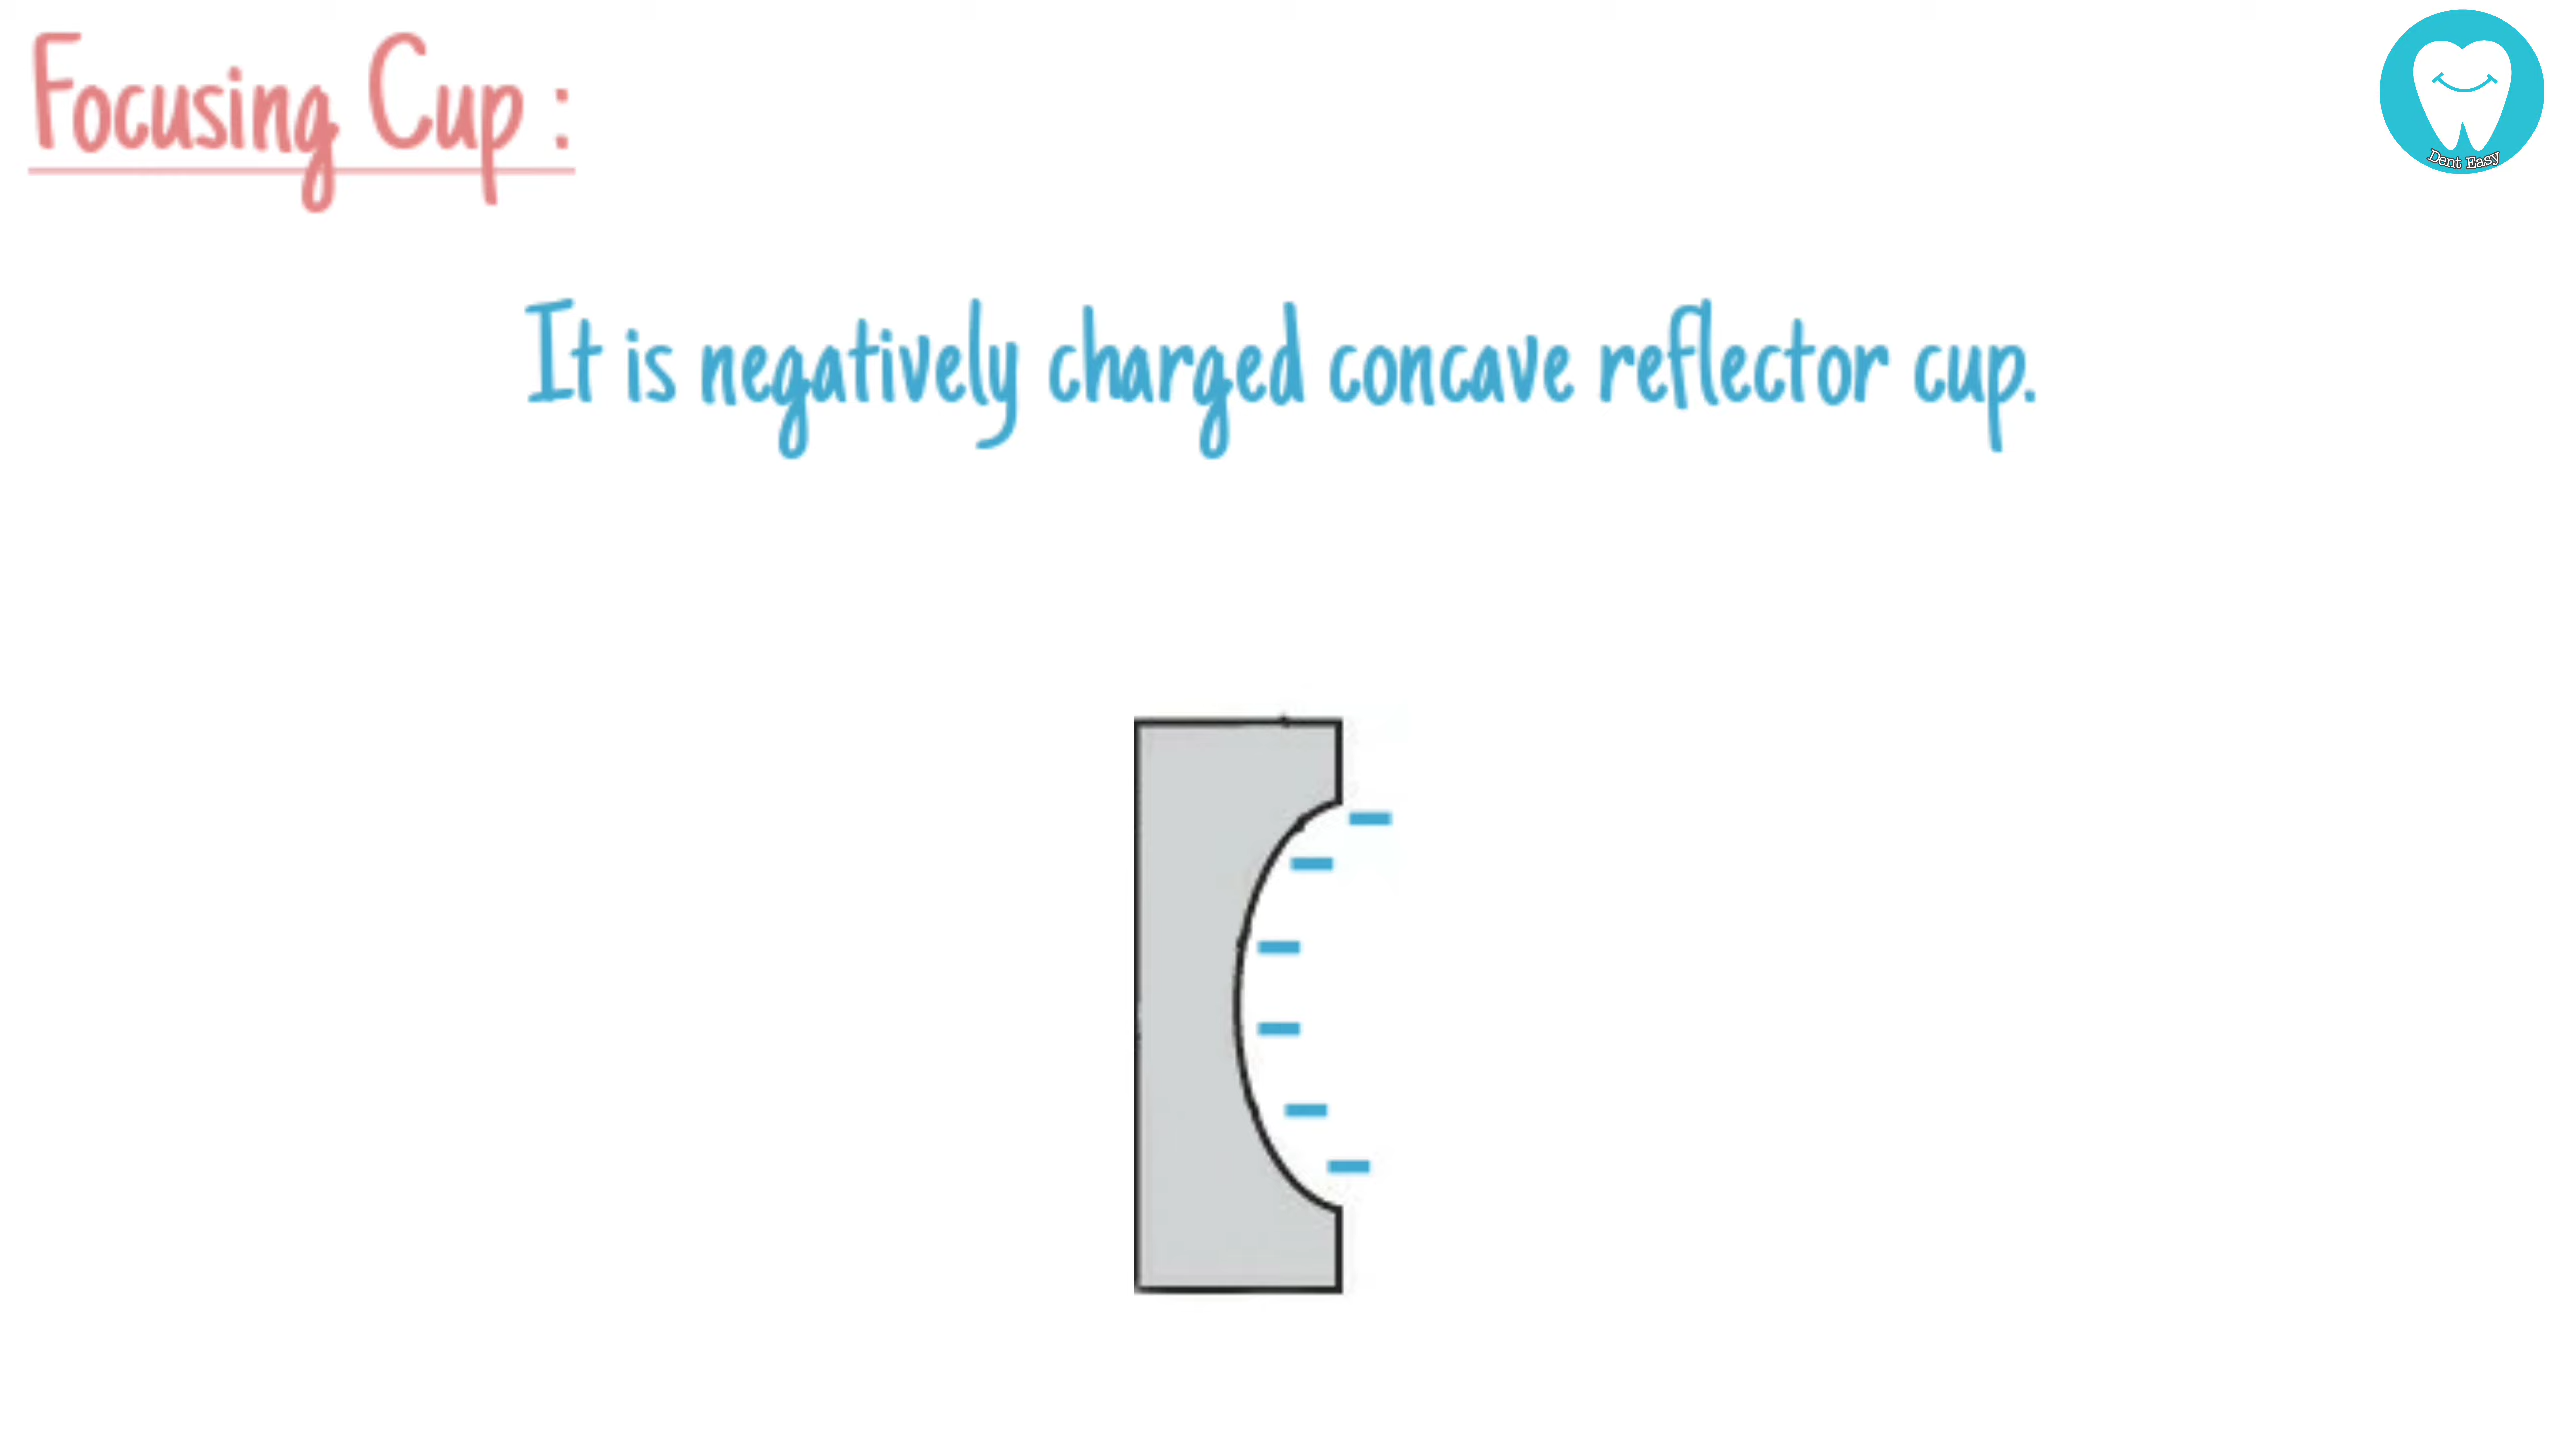 Focusing Cup :
Dent Easy
It is negatively charged concave reflector cup.